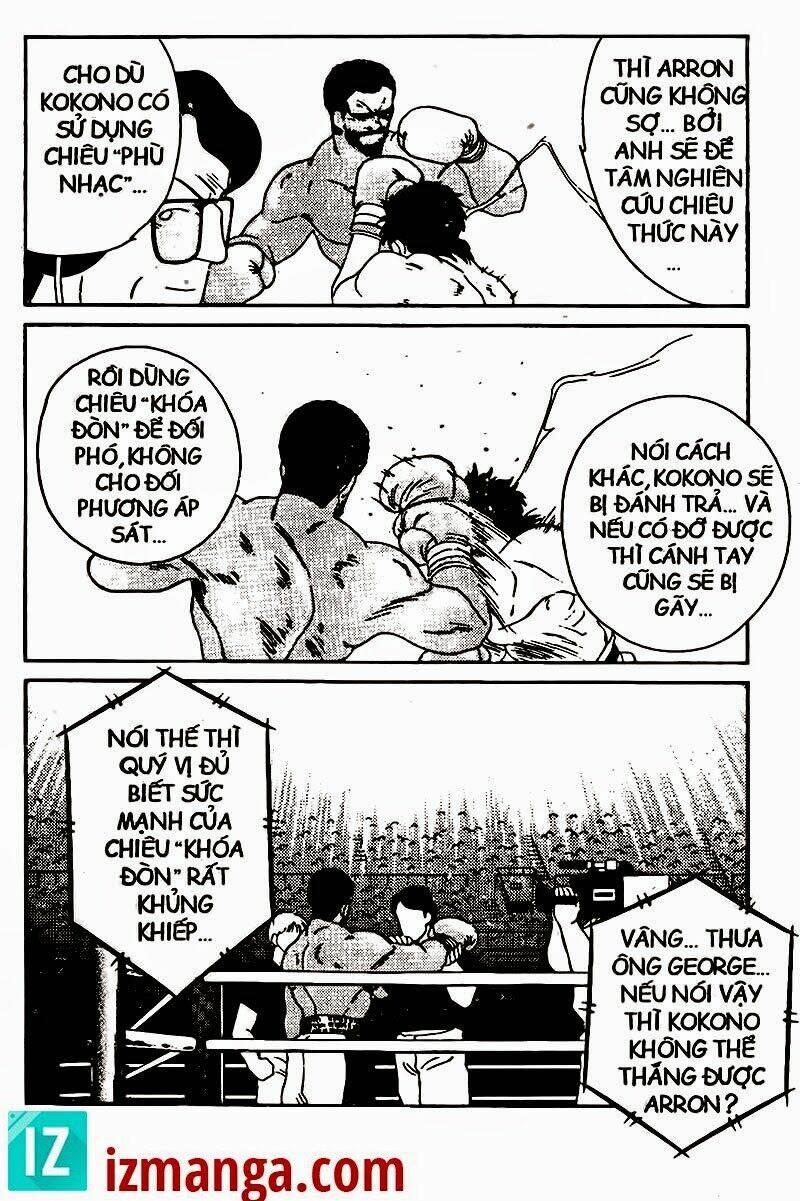 CHO DÙ
KOKONO CÓ
SỬ DỤNG
CHIÊU “PHÙ
NHẠC”...
THÌ ARRON
CŨNG KHÔNG
SỢ... BỞI
ANH SẼ ĐỂ
TÂM NGHIÊN
CỨU CHIÊU
THỨC NÀY
...
RỒI DÙNG
CHIÊU “KHÓA
ĐÒN” ĐỂ ĐỐI
PHÓ, KHÔNG
CHO ĐỐI
PHƯƠNG ÁP
SÁT...
NÓI CÁCH
KHÁC, KOKONO SẼ
BỊ ĐÁNH TRẢ... VÀ
NẾU CÓ ĐỠ ĐƯỢC
THÌ CÁNH TAY
CŨNG SẼ BỊ
GÃY...
NÓI THẾ THÌ
QUÝ VỊ ĐỦ
BIẾT SỨC
MẠNH CỦA
CHIÊU “KHÓA
ĐÒN” RẤT
KHỦNG
KHIẾP...
VÂNG... THƯA
ÔNG GEORGE...
NẾU NÓI VẬY
THÌ KOKONO
KHÔNG THỂ
THẮNG ĐƯỢC
ARRON?
IZ
izmanga.com